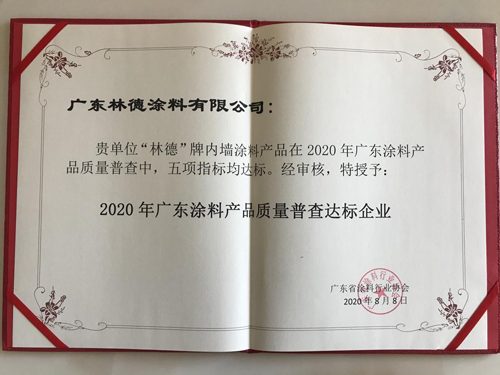 广东林德涂料有限公司：
贵单位“林德”牌内墙涂料产品在2020年广东涂料产
品质量普查中，五项指标均达标。经审核，特授予：
2020年广东涂料产品质量普查达标企业
广东省涂料行业协会
2020年8月8日